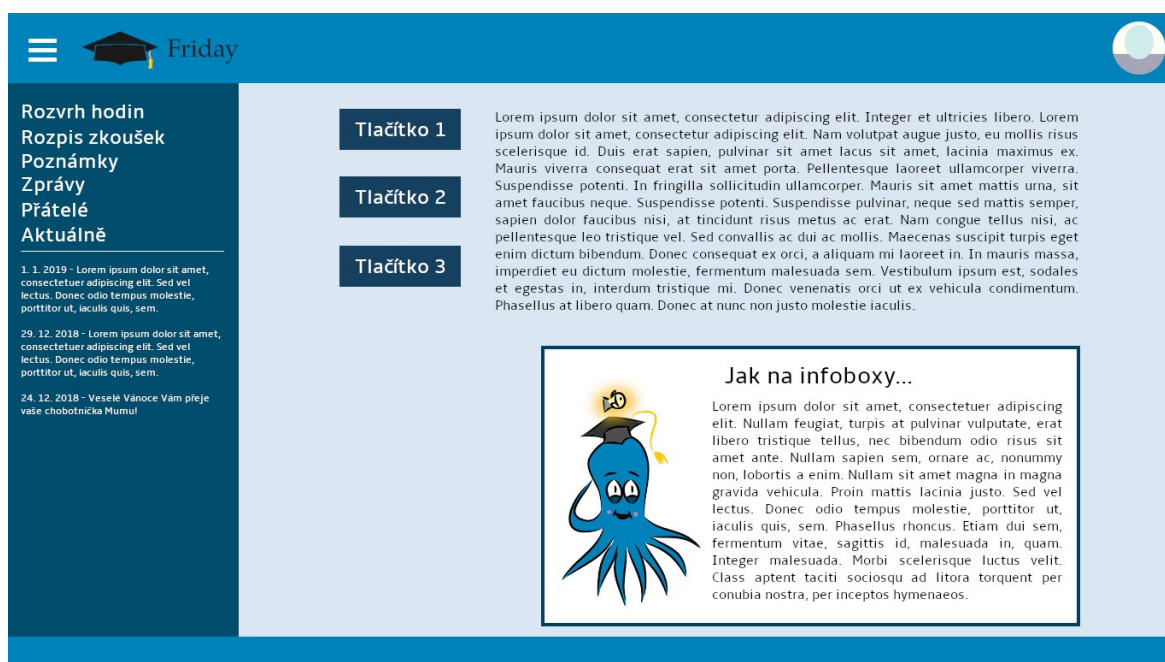 Friday
Rozvrh hodin
Rozpis zkoušek
Poznámky
Zprávy
Přátelé
Aktuálně
1. 1. 2019 - Lorem ipsum dolor sit amet,
consectetuer adipiscing elit. Sed vel
lectus. Donec odio tempus molestie,
porttitor ut, iaculis quis, sem.
29. 12. 2018 - Lorem ipsum dolor sit amet,
consectetuer adipiscing elit. Sed vel
lectus. Donec odio tempus molestie,
porttitor ut, iaculis quis, sem.
24. 12. 2018 - Veselé Vánoce Vám přeje
vaše chobotnička Mumu!
Tlačítko 1
Tlačítko 2
Tlačítko 3
Lorem ipsum dolor sit amet, consectetur adipiscing elit. Integer et ultricies libero. Lorem
ipsum dolor sit amet, consectetur adipiscing elit. Nam volutpat augue justo, eu mollis risus
scelerisque id. Duis erat sapien, pulvinar sit amet lacus sit amet, lacinia maximus ex.
Mauris viverra consequat erat sit amet porta. Pellentesque laoreet ullamcorper viverra.
Suspendisse potenti. In fringilla sollicitudin ullamcorper. Mauris sit amet mattis urna, sit
amet faucibus neque. Suspendisse potenti. Suspendisse pulvinar, neque sed mattis semper,
sapien dolor faucibus nisi, at tincidunt risus metus ac erat. Nam congue tellus nisi, ac
pellentesque leo tristique vel. Sed convallis ac dui ac mollis. Maecenas suscipit turpis eget
enim dictum bibendum. Donec consequat ex orci, a aliquam mi laoreet in. In mauris massa,
imperdiet eu dictum molestie, fermentum malesuada sem. Vestibulum ipsum est, sodales
et egestas in, interdum tristique mi. Donec venenatis orci ut ex vehicula condimentum.
Phasellus at libero quam. Donec at nunc non justo molestie iaculis.
Jak na infoboxy...
Lorem ipsum dolor sit amet, consectetuer adipiscing
elit. Nullam feugiat, turpis at pulvinar vulputate, erat
libero tristique tellus, nec bibendum odio risus sit
amet ante. Nullam sapien sem, ornare ac, nonummy
non, lobortis a enim. Nullam sit amet magna in magna
gravida vehicula. Proin mattis lacinia justo. Sed vel
lectus. Donec odio tempus molestie, porttitor ut,
iaculis quis, sem. Phasellus rhoncus. Etiam dui sem,
fermentum vitae, sagittis id, malesuada in, quam.
Integer malesuada. Morbi scelerisque luctus velit.
Class aptent taciti sociosqu ad litora torquent per
conubia nostra, per inceptos hymenaeos.